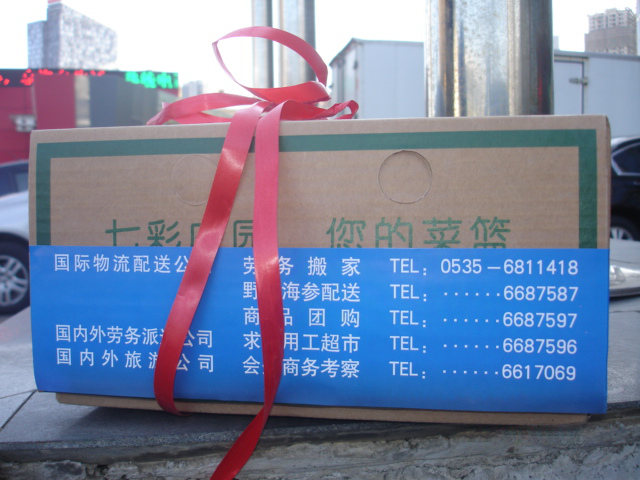 七彩 园 您的菜篮
国际物流配送公司 劳务搬家 TEL：0535－6811418
野 海参配送 TEL：······6687587
商品团购 TEL：······6687597
国内外劳务派遣公司 求 用工超市 TEL：······6687596
国内外旅游公司 会议商务考察 TEL：······6617069